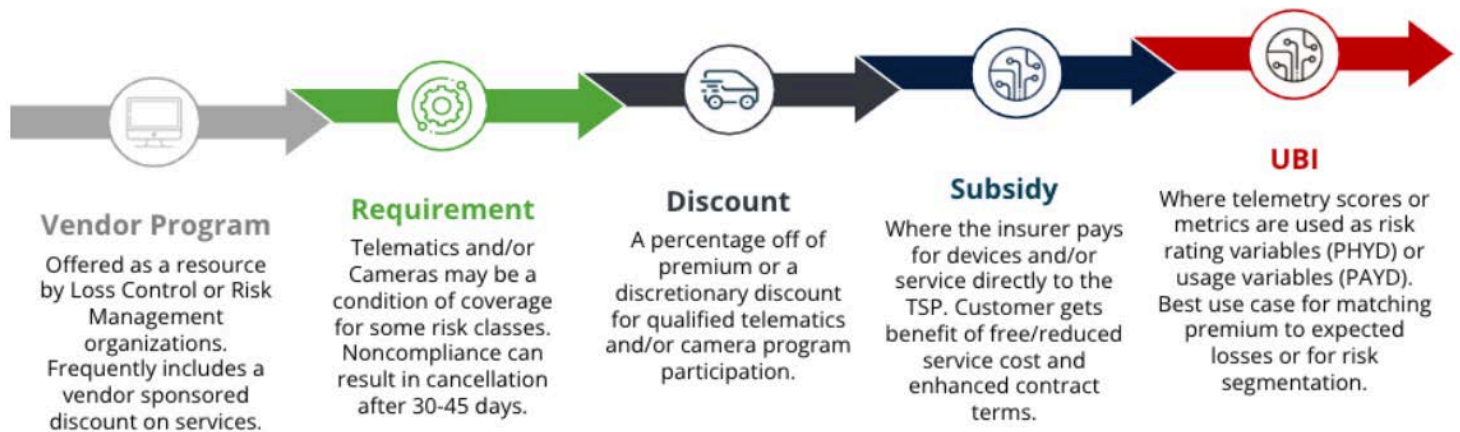 Vendor Program
Offered as a resource
by Loss Control or Risk
Management
organizations.
Frequently includes a
vendor sponsored
discount on services.
Requirement
Telematics and/or
Cameras may be a
condition of coverage
for some risk classes.
Noncompliance can
result in cancellation
after 30-45 days.
Discount
A percentage off of
premium or a
discretionary discount
for qualified telematics
and/or camera program
participation.
Subsidy
Where the insurer pays
for devices and/or
service directly to the
TSP. Customer gets
benefit of free/reduced
service cost and
enhanced contract
terms.
UBI
Where telemetry scores or
metrics are used as risk
rating variables (PHYD) or
usage variables (PAYD).
Best use case for matching
premium to expected
losses or for risk
segmentation.